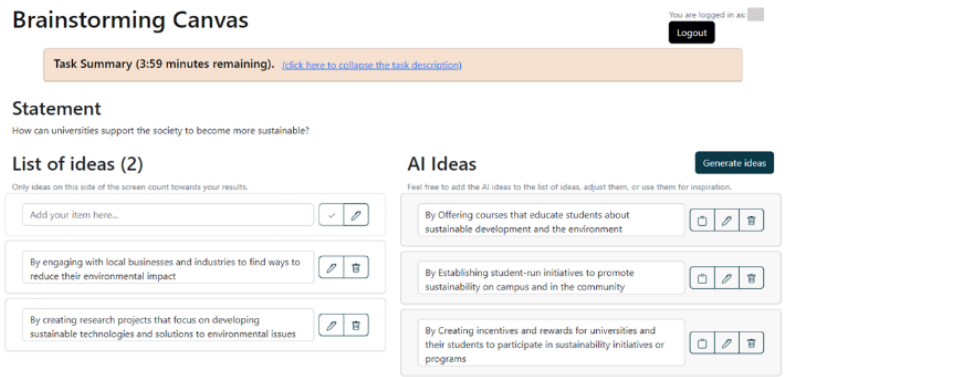 Brainstorming Canvas
You are logged in as:
Logout
Task Summary (3:59 minutes remaining). (click here to collapse the task description)
Statement
How can universities support the society to become more sustainable?
List of ideas (2)
Only ideas on this side of the screen count towards your results.
Add your item here...
By engaging with local businesses and industries to find ways to
reduce their environmental impact
By creating research projects that focus on developing
sustainable technologies and solutions to environmental issues
AI Ideas
Generate ideas
Feel free to add the AI ideas to the list of ideas, adjust them, or use them for inspiration.
By Offering courses that educate students about
sustainable development and the environment
By Establishing student-run initiatives to promote
sustainability on campus and in the community
By Creating incentives and rewards for universities and
their students to participate in sustainability initiatives or
programs